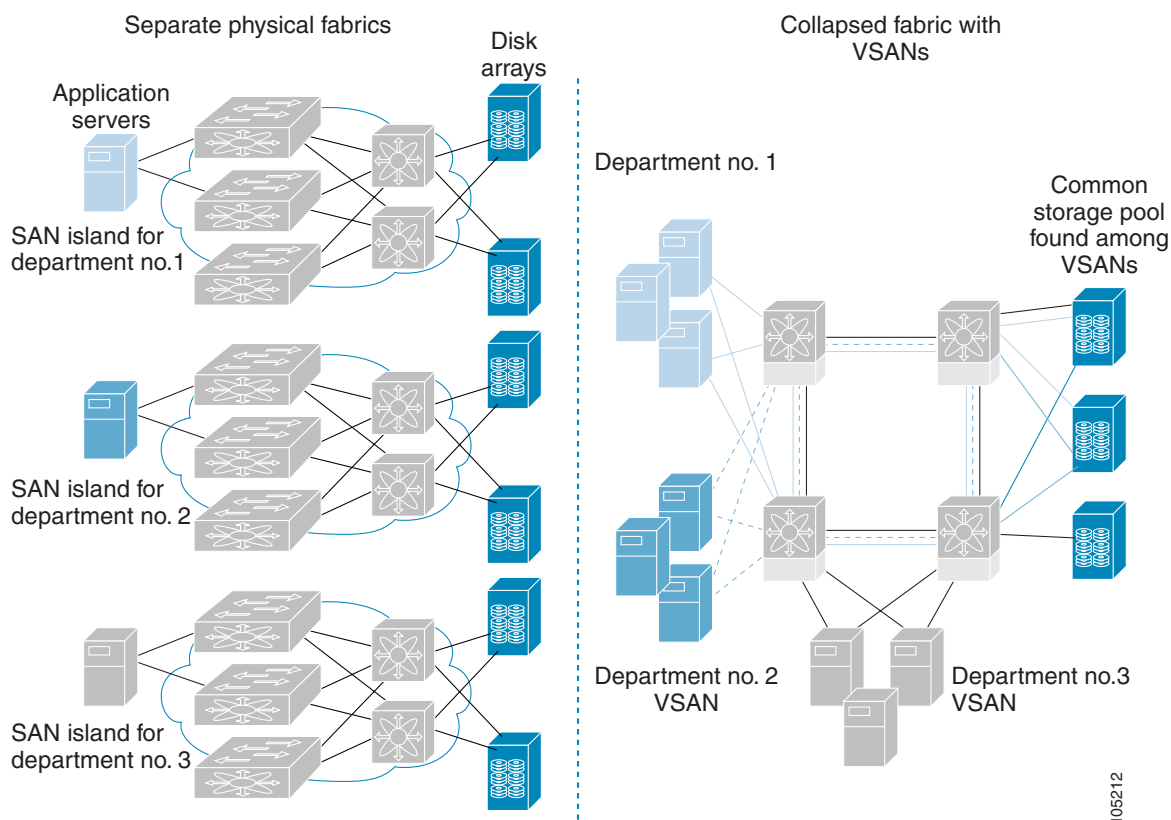 Separate physical fabrics
Disk
arrays
Application
servers
SAN island for
department no.1
SAN island for
department no. 2
SAN island for
department no. 3
Collapsed fabric with
VSANs
Department no. 1
Common
storage pool
found among
VSANs
Department no. 2
VSAN
Department no.3
VSAN
105212